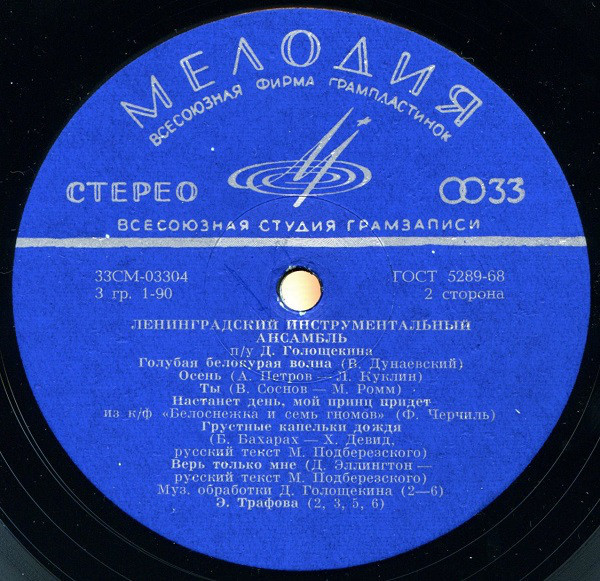 МЕЛОДИЯ
ВСЕСОЮЗНАЯ ФИРМА ГРАМПЛАСТИНОК
СТЕРЕО
33
ВСЕСОЮЗНАЯ СТУДИЯ ГРАМЗАПИСИ
33СМ-03304
ГОСТ 5289-68
3 гр. 1-90
2 сторона
ЛЕНИНГРАДСКИЙ ИНСТРУМЕНТАЛЬНЫЙ
АНСАМБЛЬ
п/у Д. Голощекина
Голубая белокурая волна (В. Дунаевский)
Осень (А. Петров — Л. Куклин)
Ты (В. Соснов — М. Ромм)
Настанет день, мой принц придет
из к/ф «Белоснежка и семь гномов» (Ф. Черчиль)
Грустные капельки дождя
(Б. Бахарах — Х. Девид,
русский текст М. Подберезского)
Верь только мне (Д. Эллингтон —
русский текст М. Подберезского)
Муз. обработки Д. Голощекина (2—6)
Э. Трафова (2, 3, 5, 6)